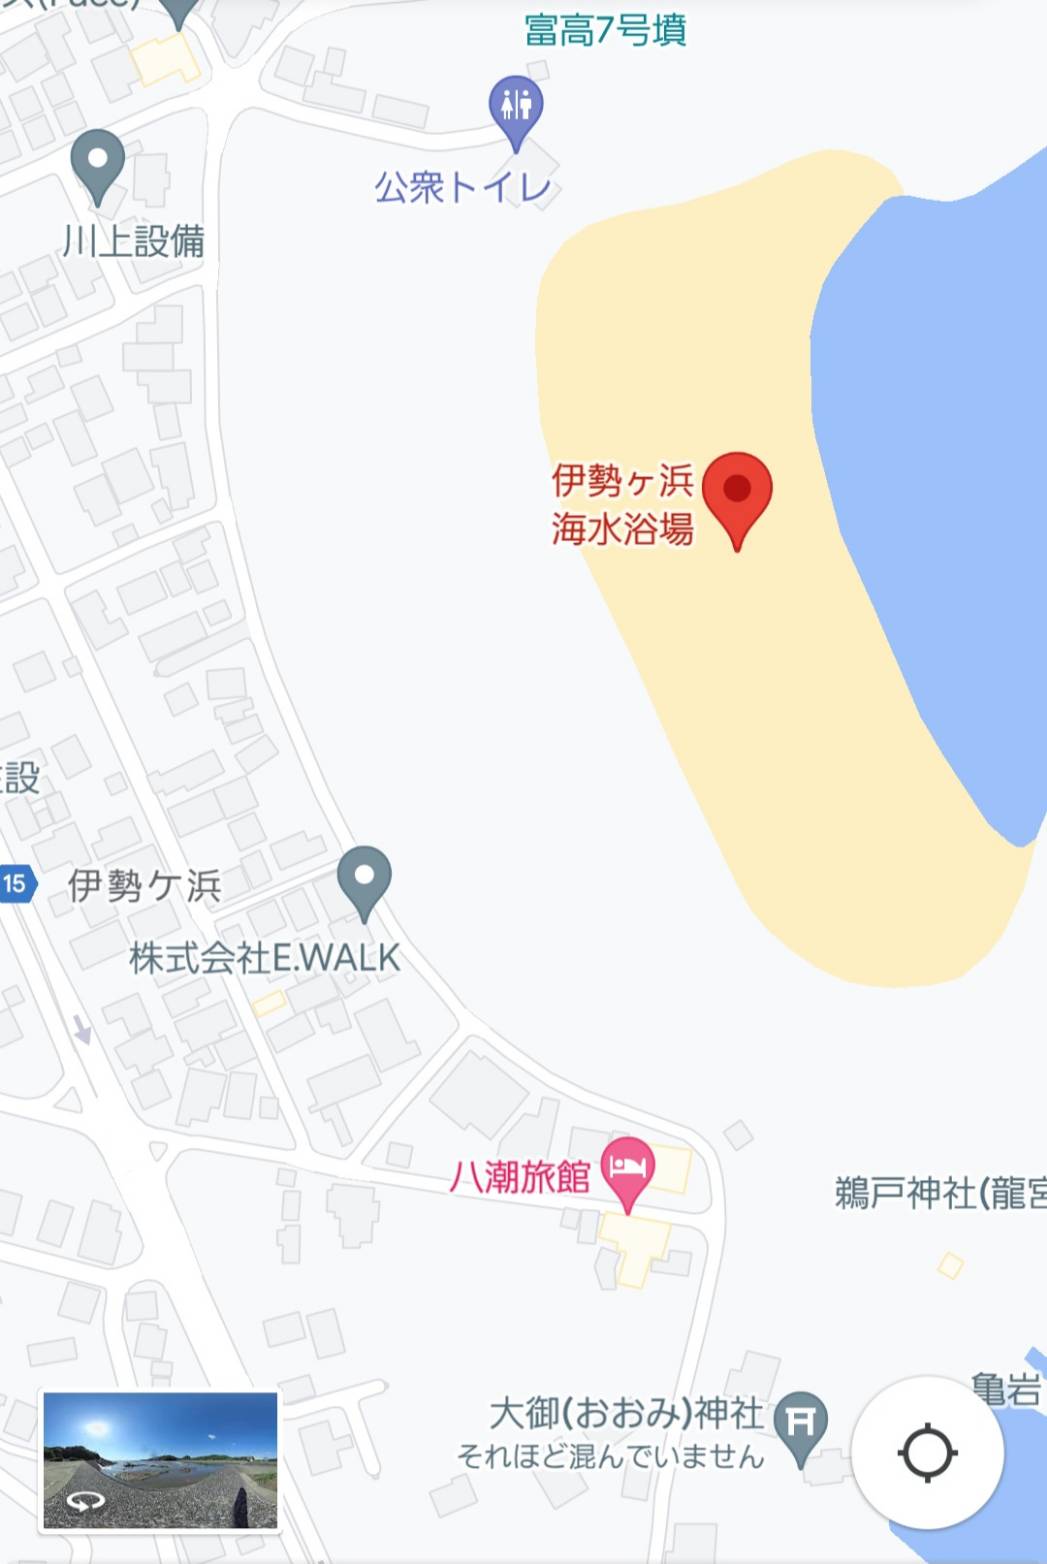 富高7号墳
公衆トイレ
川上設備
伊勢ヶ浜
海水浴場
設
15
伊勢ケ浜
株式会社E.WALK
八潮旅館
鵜戸神社(龍宮
亀岩
大御(おおみ)神社
それほど混んでいません